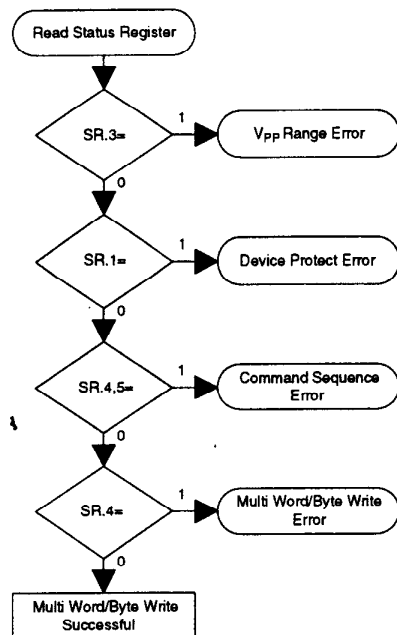 Read Status Register
SR.3=
1
VPP Range Error
0
SR.1=
1
Device Protect Error
0
SR.4,5=
1
Command Sequence
Error
0
SR.4=
1
Multi Word/Byte Write
Error
0
Multi Word/Byte Write
Successful